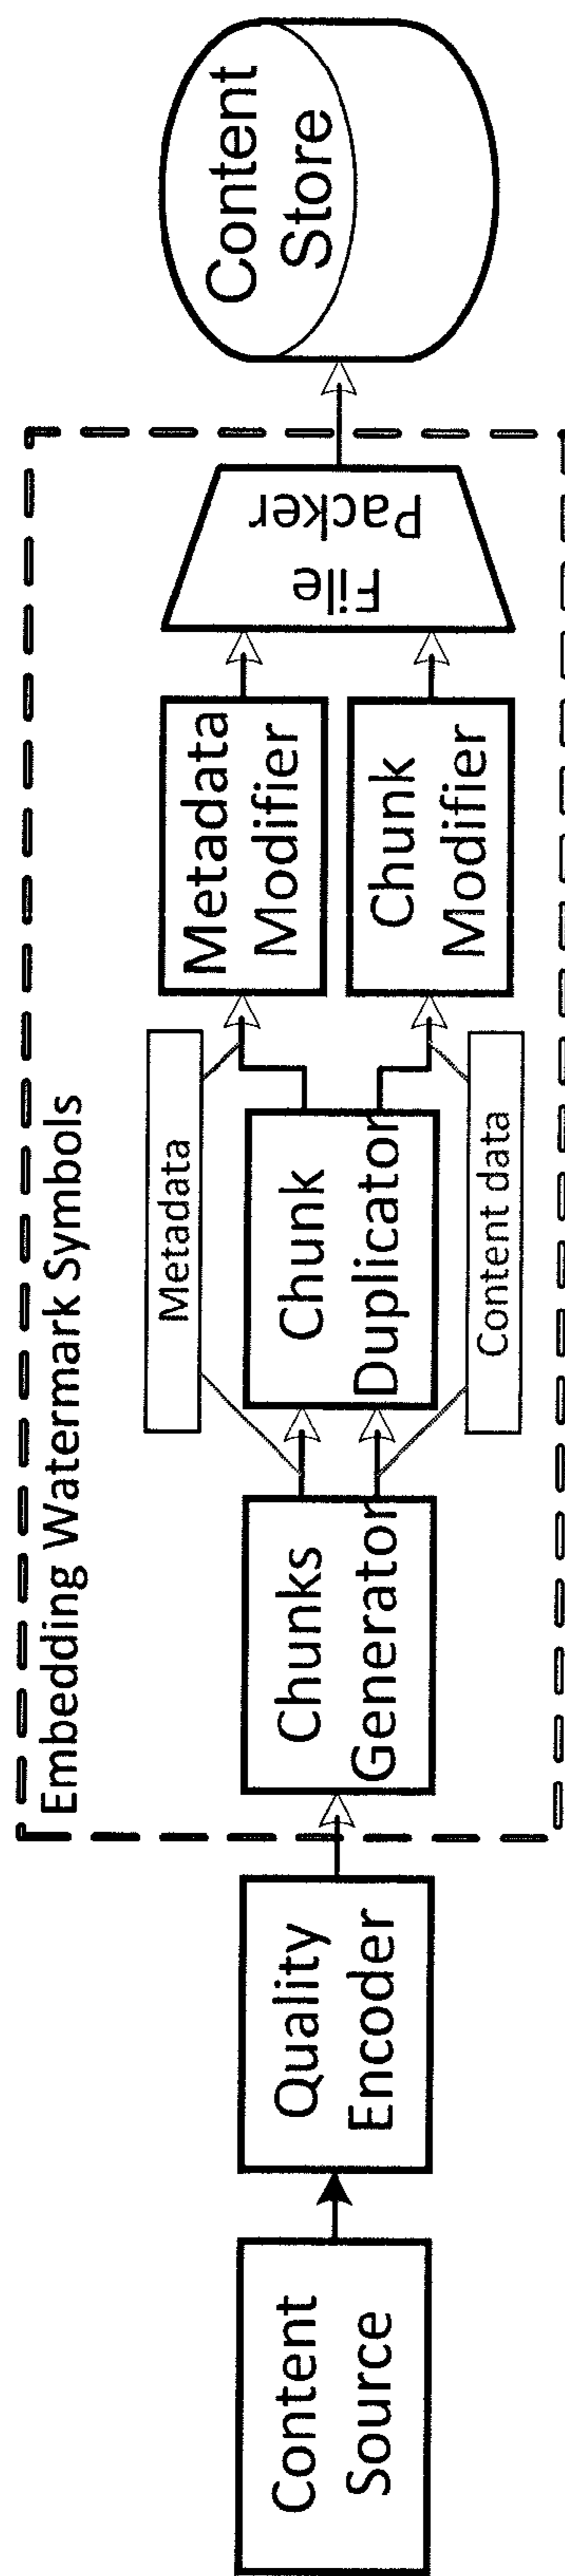 Embedding Watermark Symbols
Content
Source
Quality
Encoder
Chunks
Generator
Metadata
Chunk
Duplicator
Content data
Metadata
Modifier
Chunk
Modifier
File
Packer
Content
Store